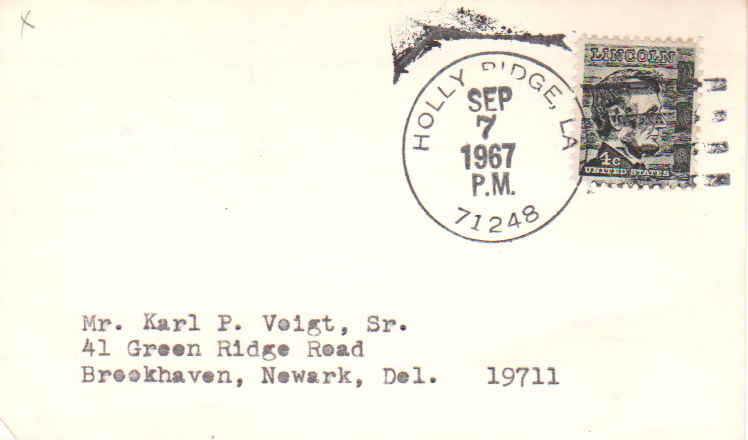 HOLLY RIDGE, LA
SEP
7
1967
P.M.
71248
LINCOLN
4c
UNITED STATES
Mr. Karl P. Voigt, Sr.
41 Green Ridge Road
Brookhaven, Newark, Del. 19711